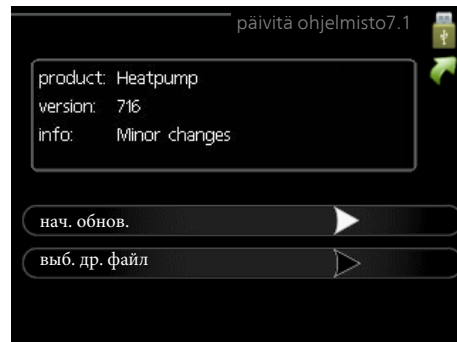 päivitä ohjelmisto7.1
product: Heatpump
version: 716
info: Minor changes
нач. обнов.
выб. др. файл